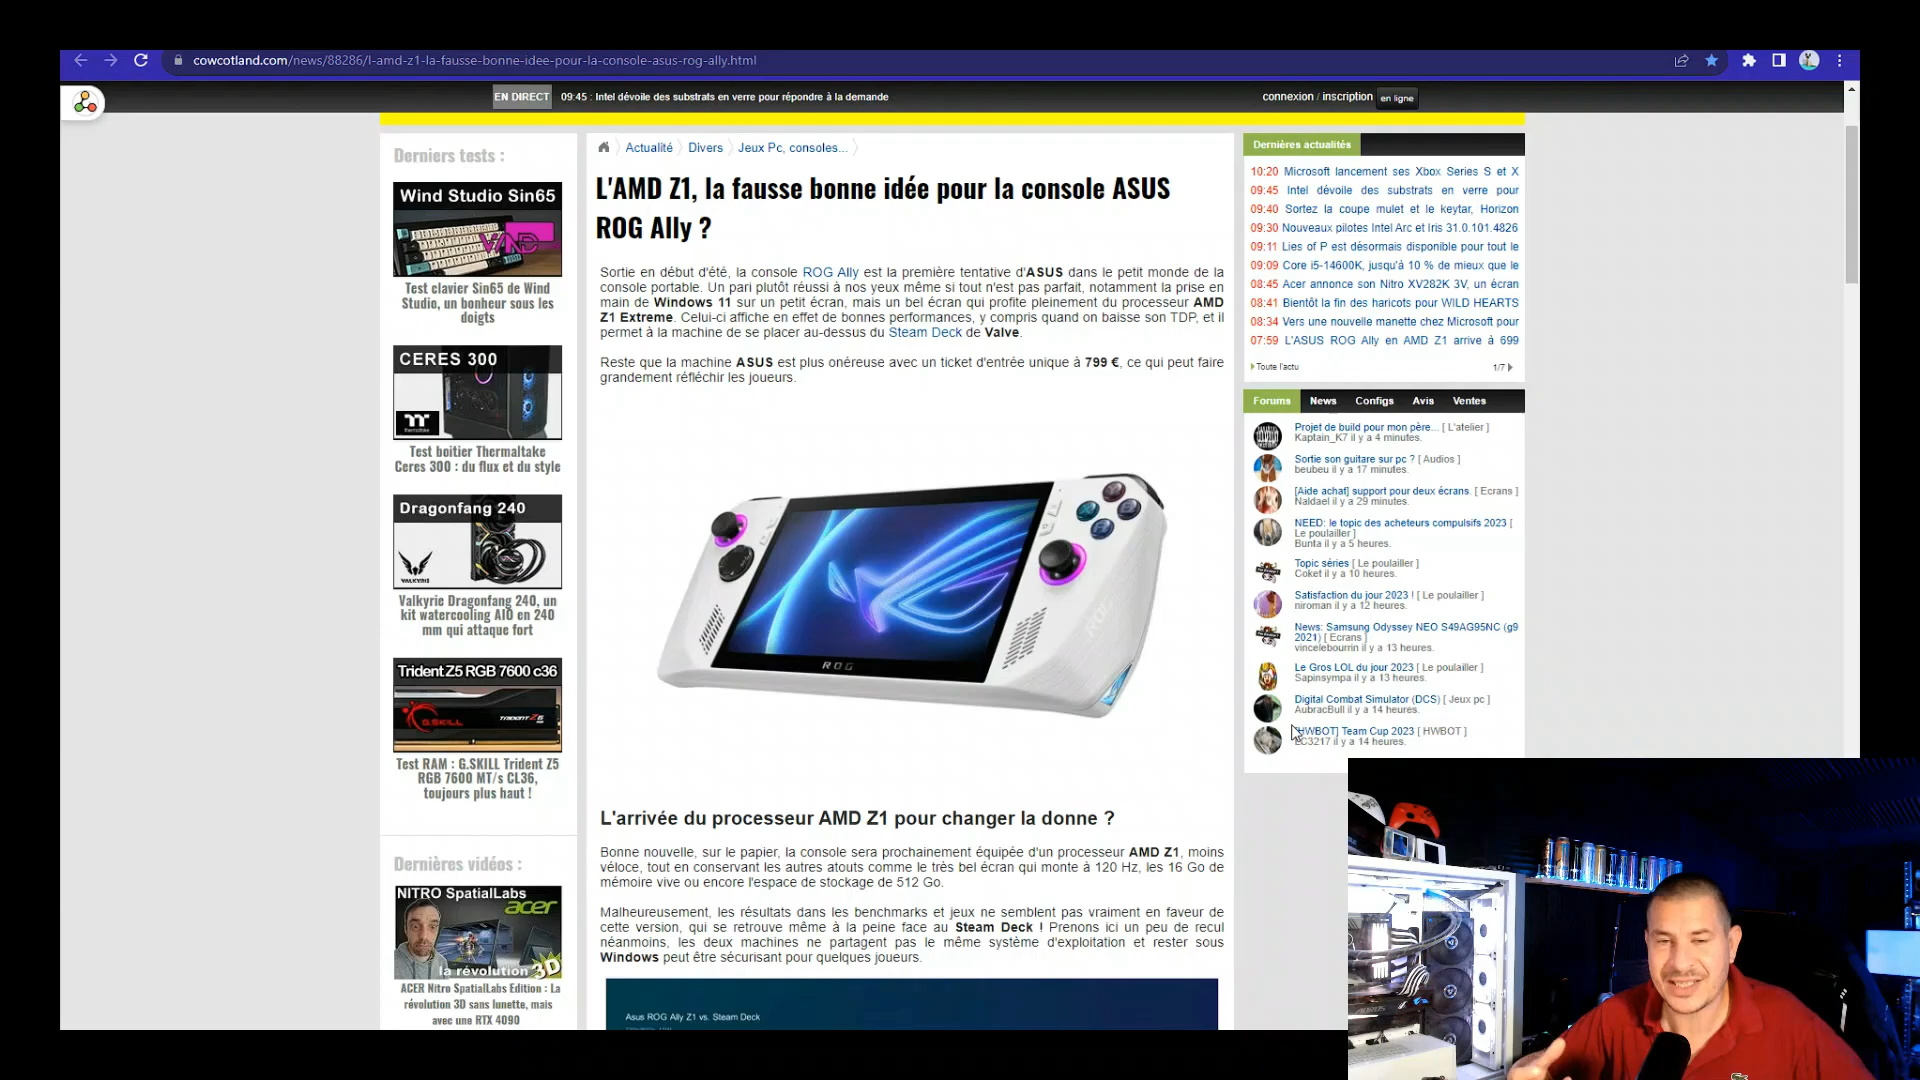 cowcotland.com/news/88286/l-amd-z1-la-fausse-bonne-idee-pour-la-console-asus-rog-ally.html
EN DIRECT 09:45 : Intel dévoile des substrats en verre pour répondre à la demande
connexion / inscription en ligne
Derniers tests :
Wind Studio Sin65
Test clavier Sin65 de Wind
Studio, un bonheur sous les
doigts
CERES 300
Test boitier Thermaltake
Ceres 300 : du flux et du style
Dragonfang 240
VALKYRIE
Valkyrie Dragonfang 240, un
kit watercooling AIO en 240
mm qui attaque fort
Trident Z5 RGB 7600 c36
G.SKILL
Test RAM : G.SKILL Trident Z5
RGB 7600 MT/s CL36,
toujours plus haut !
Dernières vidéos :
NITRO SpatialLabs
acer
la révolution 3D
ACER Nitro SpatialLabs Edition : La
révolution 3D sans lunette, mais
avec une RTX 4090
Actualité Divers Jeux Pc, consoles...
L'AMD Z1, la fausse bonne idée pour la console ASUS
ROG Ally ?
Sortie en début d'été, la console ROG Ally est la première tentative d'ASUS dans le petit monde de la
console portable. Un pari plutôt réussi à nos yeux même si tout n'est pas parfait, notamment la prise en
main de Windows 11 sur un petit écran, mais un bel écran qui profite pleinement du processeur AMD
Z1 Extreme. Celui-ci affiche en effet de bonnes performances, y compris quand on baisse son TDP, et il
permet à la machine de se placer au-dessus du Steam Deck de Valve.
Reste que la machine ASUS est plus onéreuse avec un ticket d'entrée unique à 799 €, ce qui peut faire
grandement réfléchir les joueurs.
ROG
L'arrivée du processeur AMD Z1 pour changer la donne ?
Bonne nouvelle, sur le papier, la console sera prochainement équipée d'un processeur AMD Z1, moins
véloce, tout en conservant les autres atouts comme le très bel écran qui monte à 120 Hz, les 16 Go de
mémoire vive ou encore l'espace de stockage de 512 Go.
Malheureusement, les résultats dans les benchmarks et jeux ne semblent pas vraiment en faveur de
cette version, qui se retrouve même à la peine face au Steam Deck ! Prenons ici un peu de recul
néanmoins, les deux machines ne partagent pas le même système d'exploitation et rester sous
Windows peut être sécurisant pour quelques joueurs.
Asus ROG Ally Z1 vs. Steam Deck
Dernières actualités
10:20 Microsoft lancement ses Xbox Series S et X
09:45 Intel dévoile des substrats en verre pour
09:40 Sortez la coupe mulet et le keytar, Horizon
09:30 Nouveaux pilotes Intel Arc et Iris 31.0.101.4826
09:11 Lies of P est désormais disponible pour tout le
09:09 Core i5-14600K, jusqu'à 10 % de mieux que le
08:45 Acer annonce son Nitro XV282K 3V, un écran
08:41 Bientôt la fin des haricots pour WILD HEARTS
08:34 Vers une nouvelle manette chez Microsoft pour
07:59 L'ASUS ROG Ally en AMD Z1 arrive à 699
Toute l'actu 1/7
Forums News Configs Avis Ventes
Projet de build pour mon père... [ L'atelier ]
Kaptain_K7 il y a 4 minutes.
Sortie son guitare sur pc ? [ Audios ]
beubeu il y a 17 minutes.
[Aide achat] support pour deux écrans. [ Ecrans ]
Naldael il y a 29 minutes.
NEED: le topic des acheteurs compulsifs 2023 [
Le poulailler ]
Bunta il y a 5 heures.
Topic séries [ Le poulailler ]
Coket il y a 10 heures.
Satisfaction du jour 2023 ! [ Le poulailler ]
niroman il y a 12 heures.
News: Samsung Odyssey NEO S49AG95NC (g9
2021) [ Ecrans ]
vincelebourrin il y a 13 heures.
Le Gros LOL du jour 2023 [ Le poulailler ]
Sapinsympa il y a 13 heures.
Digital Combat Simulator (DCS) [ Jeux pc ]
AubracBull il y a 14 heures.
HWBOT] Team Cup 2023 [ HWBOT ]
LC3217 il y a 14 heures.